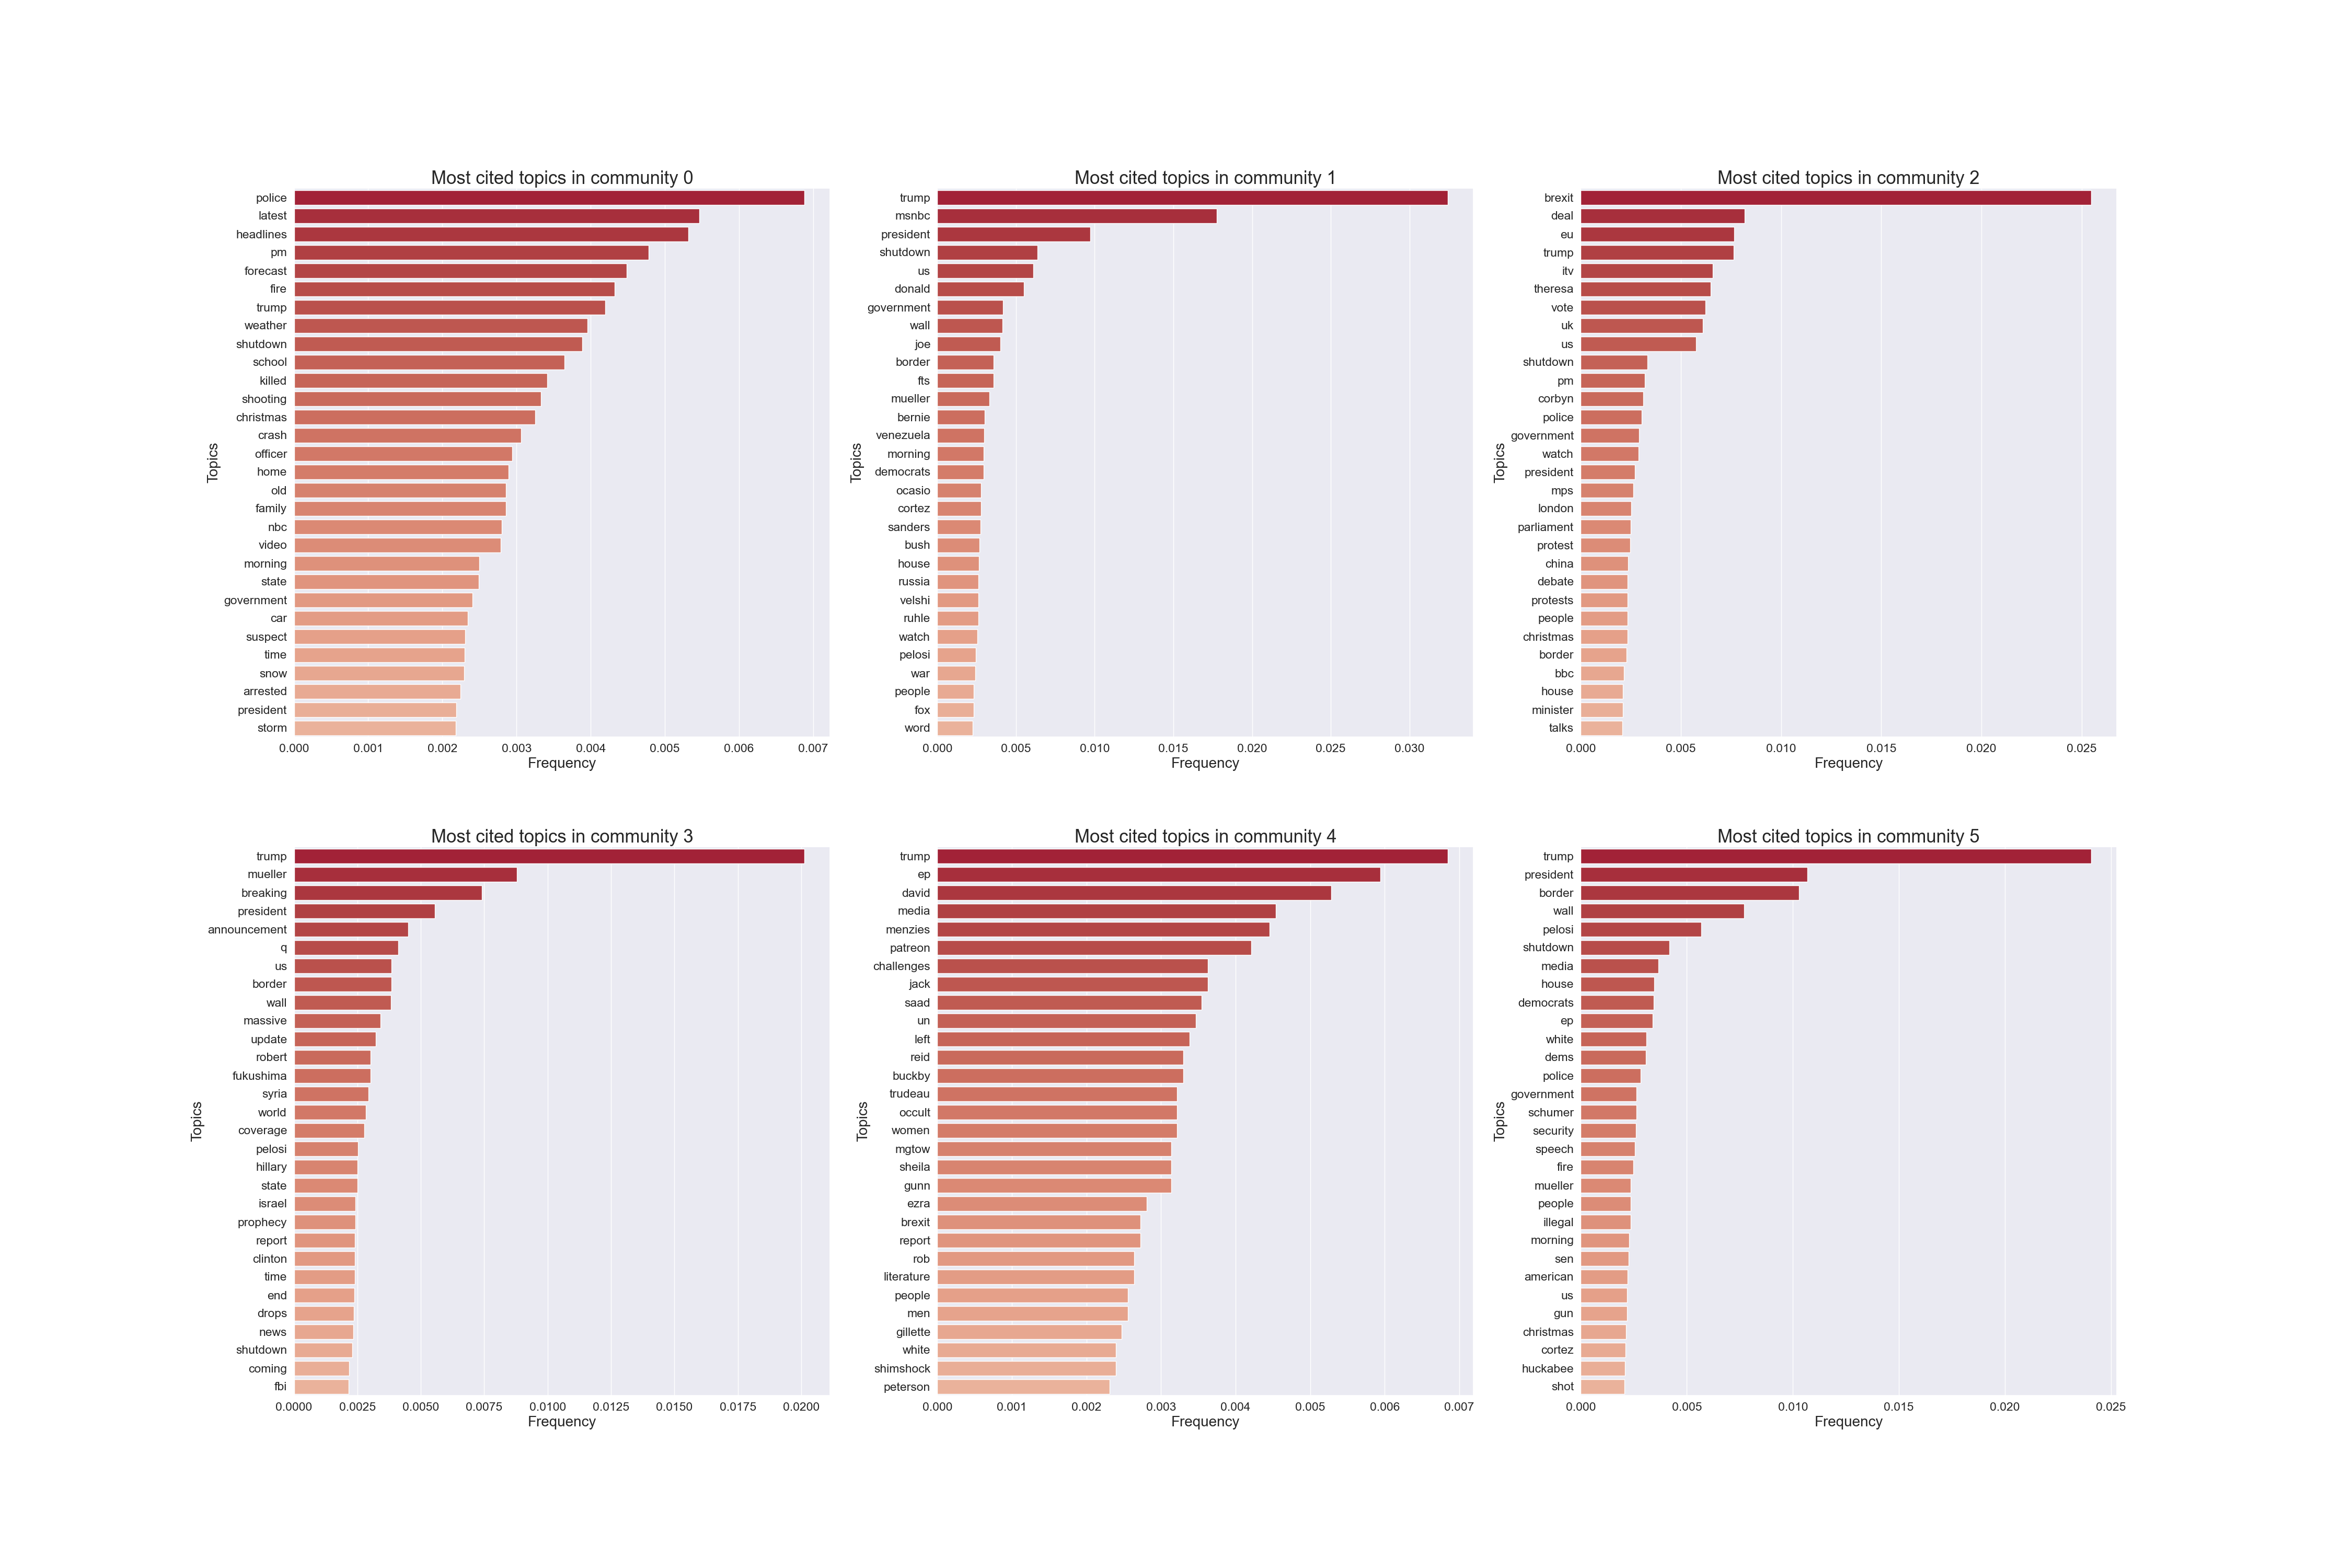 Most cited topics in community 0
police
latest
headlines
pm
forecast
fire
trump
weather
shutdown
school
killed
shooting
christmas
crash
officer
home
old
family
nbc
video
morning
state
government
car
suspect
time
snow
arrested
president
storm
Topics
0.000 0.001 0.002 0.003 0.004 0.005 0.006 0.007
Frequency
Most cited topics in community 1
trump
msnbc
president
shutdown
us
donald
government
wall
joe
border
fts
mueller
bernie
venezuela
morning
democrats
ocasio
cortez
sanders
bush
house
russia
velshi
ruhle
watch
pelosi
war
people
fox
word
Topics
0.000 0.005 0.010 0.015 0.020 0.025 0.030
Frequency
Most cited topics in community 2
brexit
deal
eu
trump
itv
theresa
vote
uk
us
shutdown
pm
corbyn
police
government
watch
president
mps
london
parliament
protest
china
debate
protests
people
christmas
border
bbc
house
minister
talks
Topics
0.000 0.005 0.010 0.015 0.020 0.025
Frequency
Most cited topics in community 3
trump
mueller
breaking
president
announcement
q
us
border
wall
massive
update
robert
fukushima
syria
world
coverage
pelosi
hillary
state
israel
prophecy
report
clinton
time
end
drops
news
shutdown
coming
fbi
Topics
0.0000 0.0025 0.0050 0.0075 0.0100 0.0125 0.0150 0.0175 0.0200
Frequency
Most cited topics in community 4
trump
ep
david
media
menzies
patreon
challenges
jack
saad
un
left
reid
buckby
trudeau
occult
women
mgtow
sheila
gunn
ezra
brexit
report
rob
literature
people
men
gillette
white
shimshock
peterson
Topics
0.000 0.001 0.002 0.003 0.004 0.005 0.006 0.007
Frequency
Most cited topics in community 5
trump
president
border
wall
pelosi
shutdown
media
house
democrats
ep
white
dems
police
government
schumer
security
speech
fire
mueller
people
illegal
morning
sen
american
us
gun
christmas
cortez
huckabee
shot
Topics
0.000 0.005 0.010 0.015 0.020 0.025
Frequency